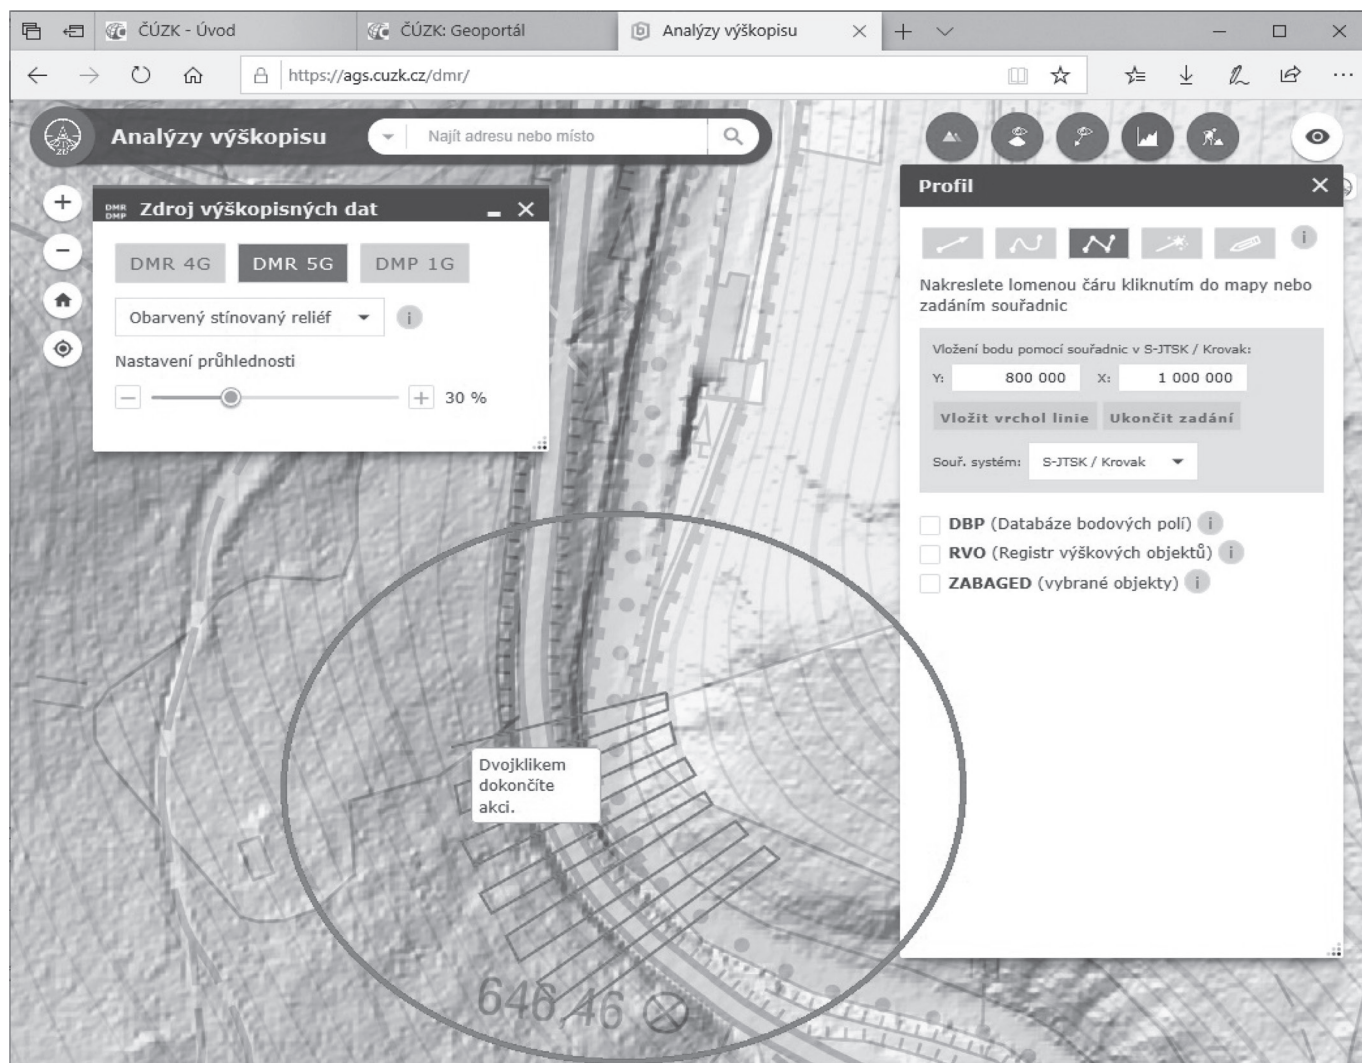 ČÚZK - Úvod
ČÚZK: Geoportál
Analýzy výškopisu
https://ags.cuzk.cz/dmr/
Analýzy výškopisu
Najít adresu nebo místo
DMR
DMP
Zdroj výškopisných dat
DMR 4G
DMR 5G
DMP 1G
Obarvený stínovaný reliéf
i
Nastavení průhlednosti
30 %
Profil
i
Nakreslete lomenou čáru kliknutím do mapy nebo
zadáním souřadnic
Vložení bodu pomocí souřadnic v S-JTSK / Krovak:
Y: 800 000 X: 1 000 000
Vložit vrchol linie Ukončit zadání
Souř. systém: S-JTSK / Krovak
DBP (Databáze bodových polí) i
RVO (Registr výškových objektů) i
ZABAGED (vybrané objekty) i
Dvojklikem
dokončíte
akci.
646,46